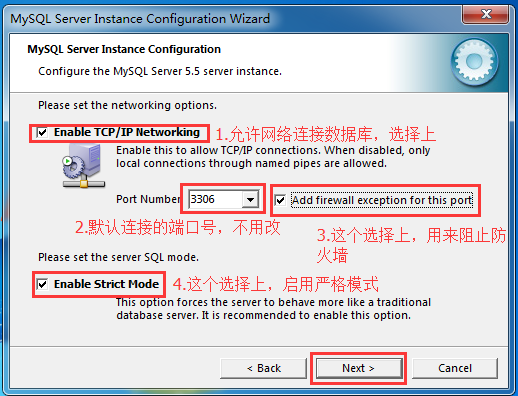 MySQL Server Instance Configuration Wizard
MySQL Server Instance Configuration
Configure the MySQL Server 5.5 server instance.
Please set the networking options.
Enable TCP/IP Networking
1.允许网络连接数据库，选择上
Enable this to allow TCP/IP connections. When disabled, only
local connections through named pipes are allowed.
Port Number: 3306 Add firewall exception for this port
2.默认连接的端口号，不用改
3.这个选择上，用来阻止防
火墙
Please set the server SQL mode.
Enable Strict Mode
4.这个选择上，启用严格模式
This option forces the server to behave more like a traditional
database server. It is recommended to enable this option.
< Back Next > Cancel